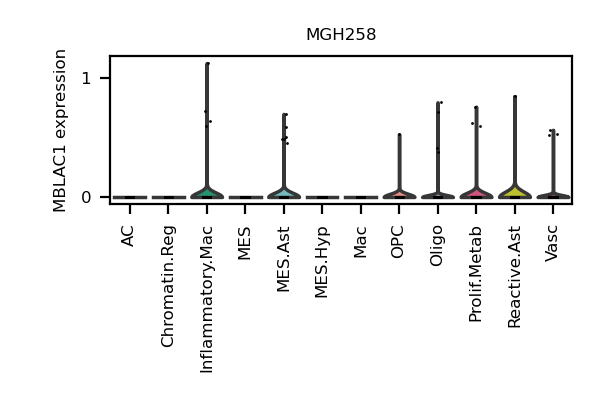 MGH258
MBLAC1 expression
1
0
AC
Chromatin.Reg
Inflammatory.Mac
MES
MES.Ast
MES.Hyp
Mac
OPC
Oligo
Prolif.Metab
Reactive.Ast
Vasc